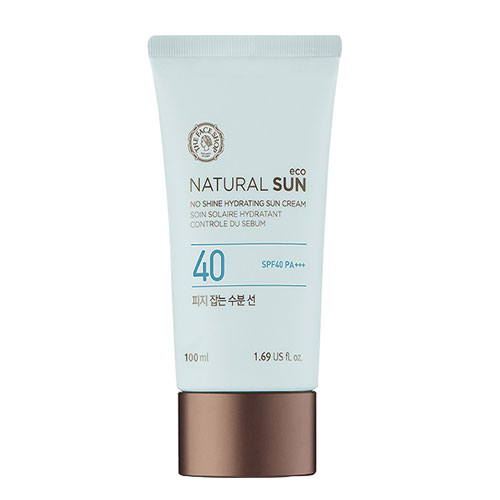 THE FACE SHOP
eco
NATURAL SUN
NO SHINE HYDRATING SUN CREAM
SOIN SOLAIRE HYDRATANT
CONTROLE DU SEBUM
40 SPF40 PA+++
피지 잡는 수분 선
100 ml 1.69 US fl. oz.